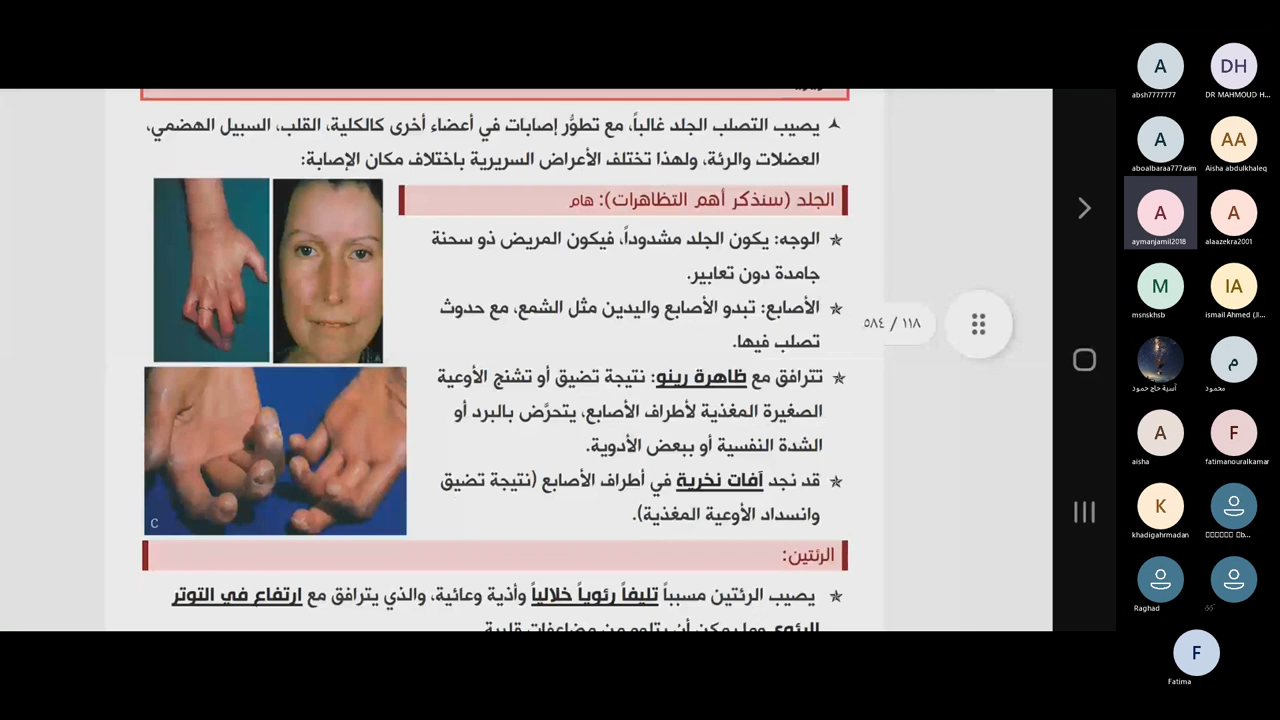 يصيب التصلب الجلد غالباً، مع تطوُّر إصابات في أعضاء أخرى كالكلية، القلب، السبيل الهضمي،
العضلات والرئة، ولهذا تختلف الأعراض السريرية باختلاف مكان الإصابة:
الجلد (سنذكر أهم التظاهرات): هام
الوجه: يكون الجلد مشدوداً، فيكون المريض ذو سحنة
جامدة دون تعابير.
الأصابع: تبدو الأصابع واليدين مثل الشمع، مع حدوث
تصلب فيها.
تترافق مع ظاهرة رينو: نتيجة تضيق أو تشنج الأوعية
الصغيرة المغذية لأطراف الأصابع، يتحرَّض بالبرد أو
الشدة النفسية أو ببعض الأدوية.
قد نجد آفات نخرية في أطراف الأصابع (نتيجة تضيق
وانسداد الأوعية المغذية).
C
الرئتين:
يصيب الرئتين مسبباً تليفاً رئوياً خلالياً وأذية وعائية، والذي يترافق مع ارتفاع في التوتر
١١٨ / ٥٨٤
A
absh7777777
DH
DR MAHMOUD H...
A
aboalbaraa777asim
AA
Aisha abdulkhaleq
A
aymanjamil2018
A
alaazekra2001
M
msnskhsb
IA
ismail Ahmed (الـ...
آسية حاج حمود
م
محمود
A
aisha
F
fatimanouralkamar
K
khadigahrmadan
Raghad
F
Fatima